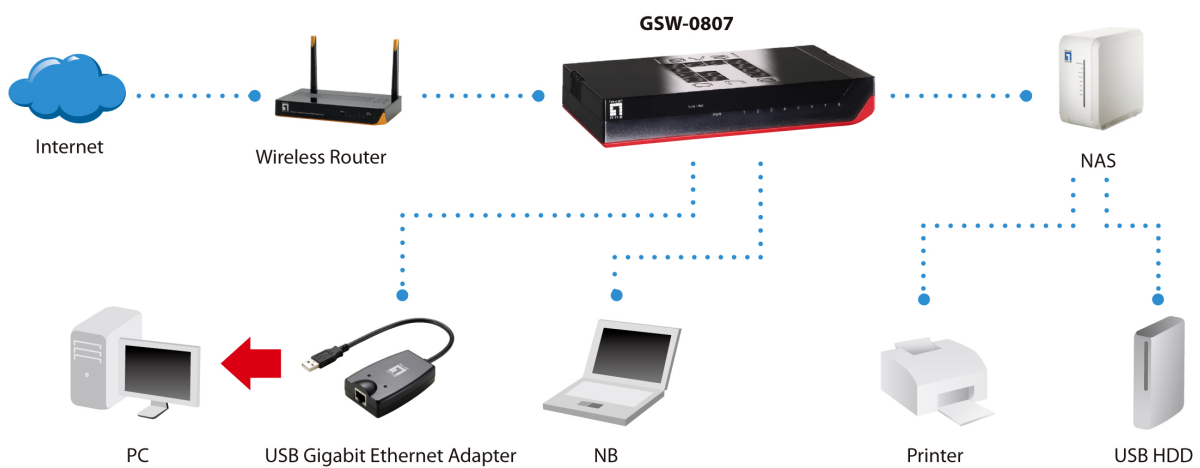 GSW-0807
Internet
Wireless Router
NAS
PC
USB Gigabit Ethernet Adapter
NB
Printer
USB HDD